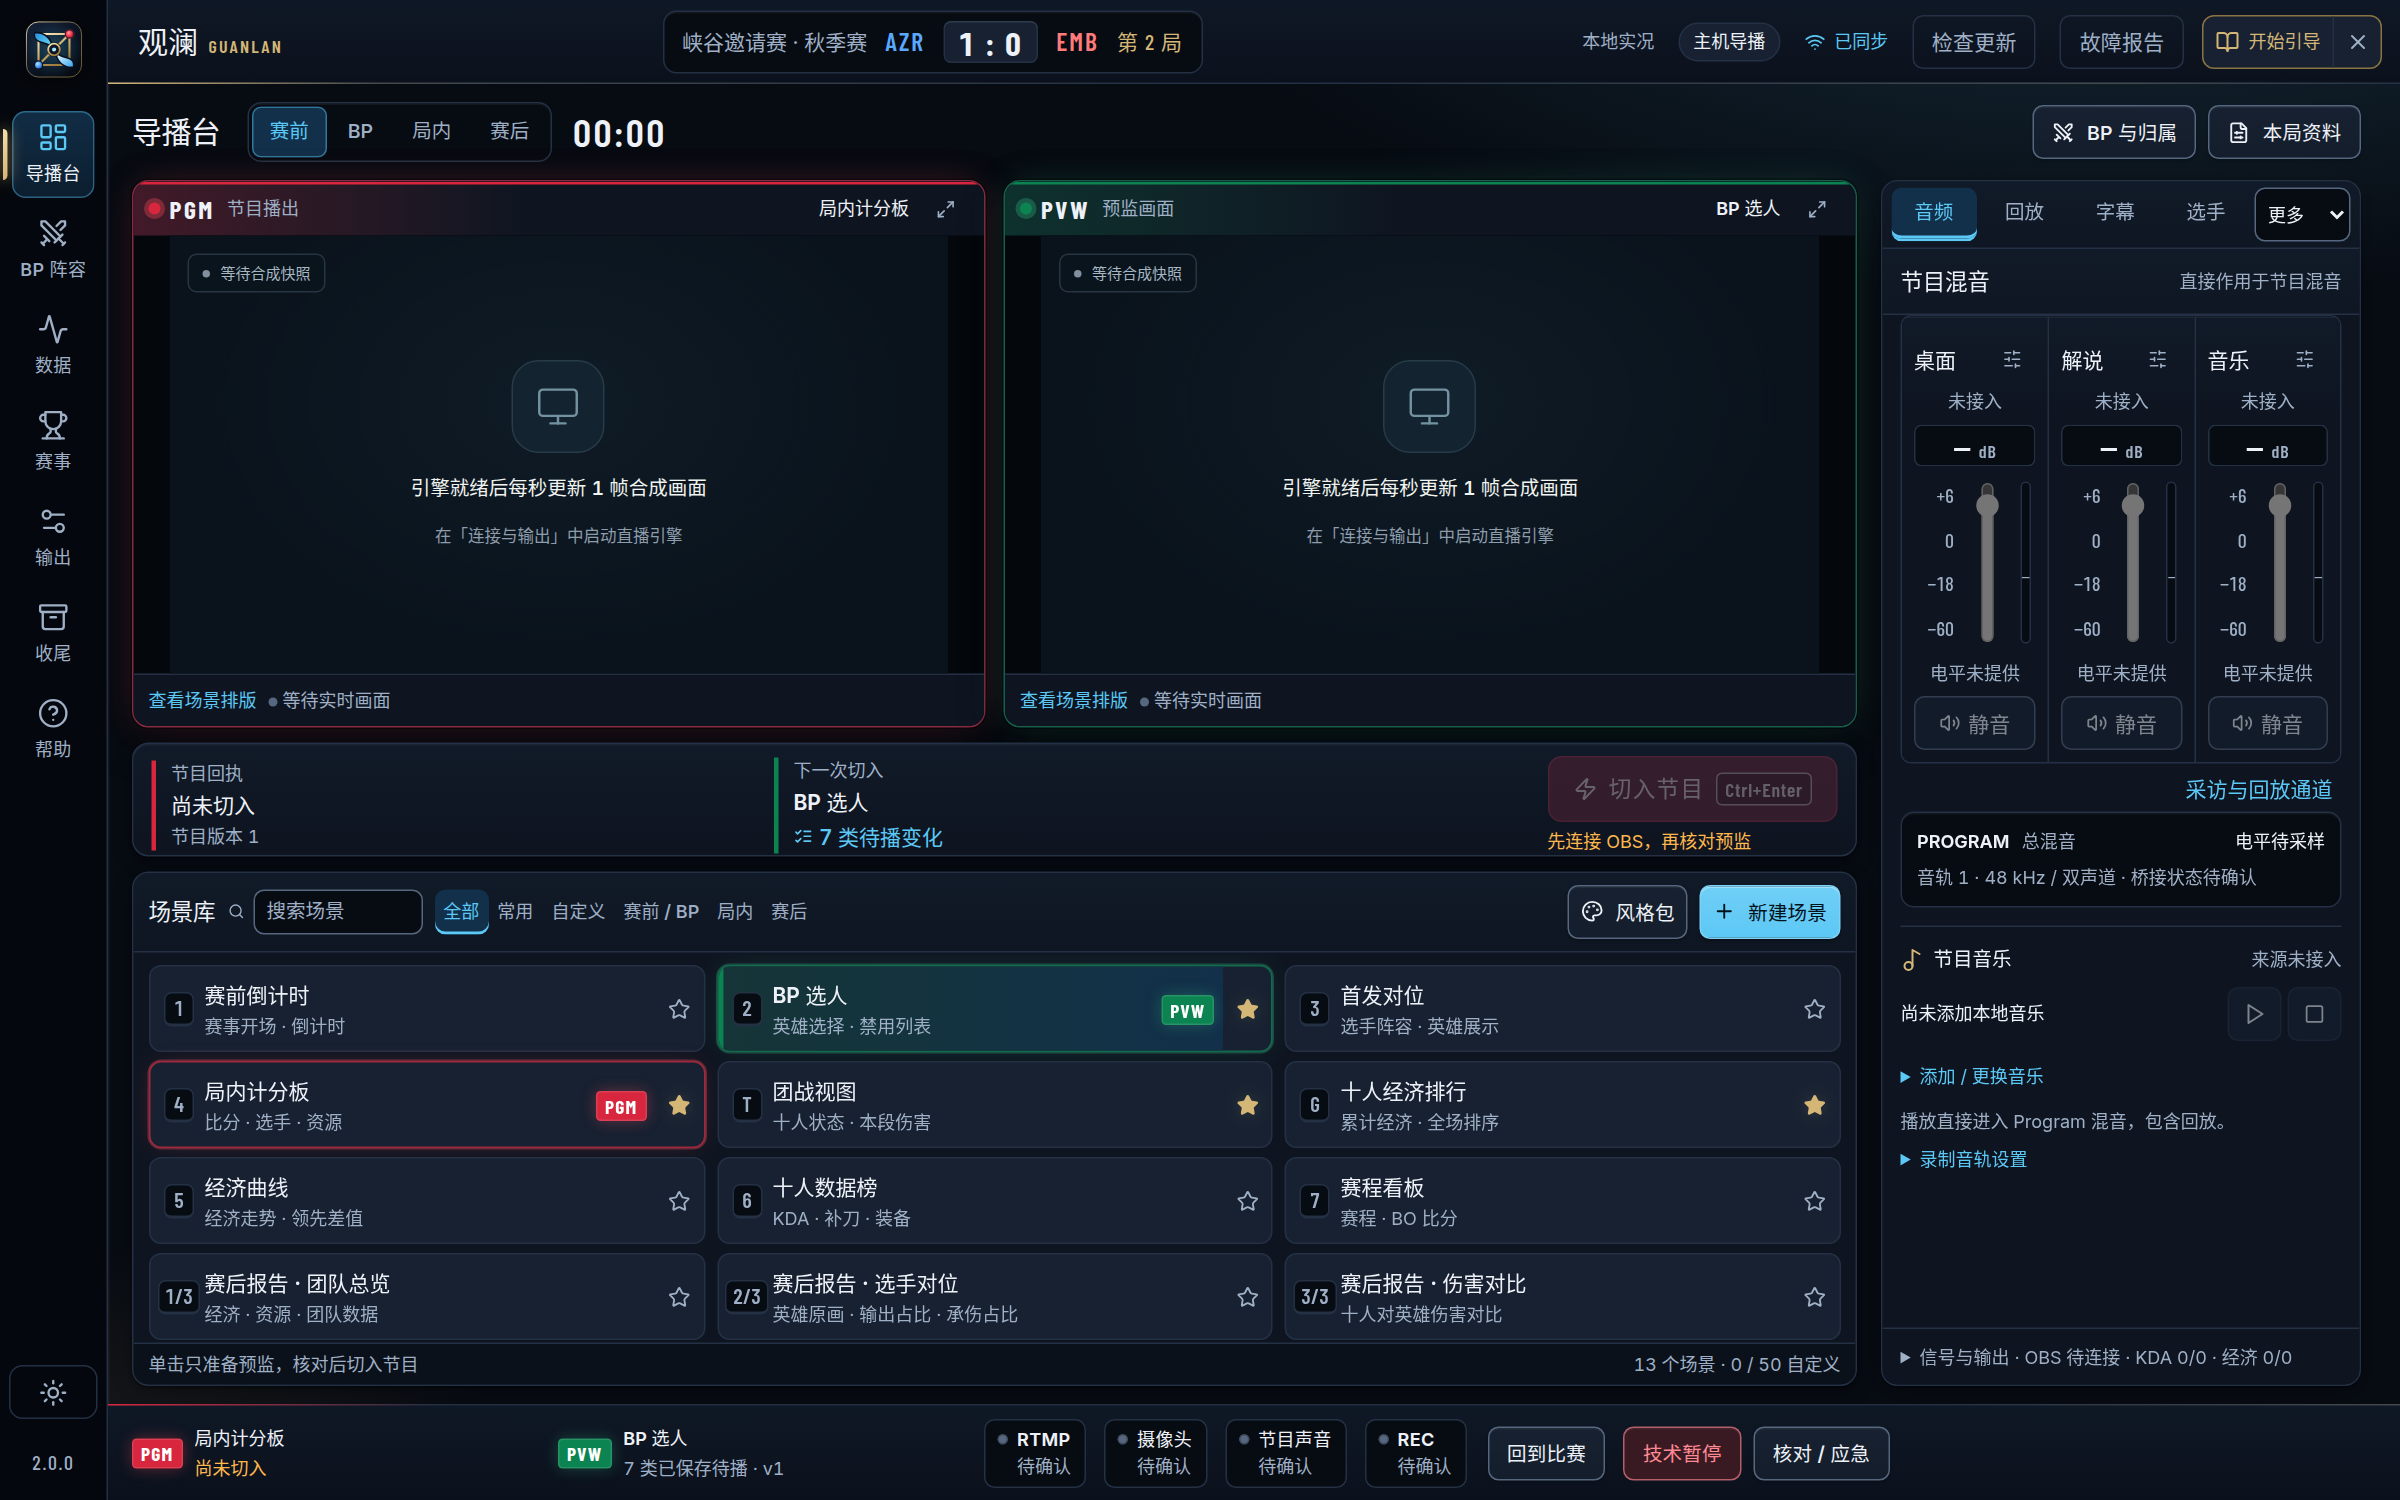 观澜 GUANLAN
峡谷邀请赛 · 秋季赛 AZR 1 : 0 EMB 第 2 局
本地实况 主机导播 已同步 检查更新 故障报告 开始引导
导播台
BP 阵容
数据
赛事
输出
收尾
帮助
2.0.0
导播台 赛前 BP 局内 赛后 00:00
BP 与归属 本局资料
PGM 节目播出 局内计分板
等待合成快照
引擎就绪后每秒更新 1 帧合成画面
在「连接与输出」中启动直播引擎
查看场景排版 等待实时画面
PVW 预监画面 BP 选人
等待合成快照
引擎就绪后每秒更新 1 帧合成画面
在「连接与输出」中启动直播引擎
查看场景排版 等待实时画面
节目回执
尚未切入
节目版本 1
下一次切入
BP 选人
7 类待播变化
切入节目 Ctrl+Enter
先连接 OBS，再核对预监
场景库 搜索场景 全部 常用 自定义 赛前 / BP 局内 赛后 风格包 新建场景
1 赛前倒计时
赛事开场 · 倒计时
2 BP 选人 PVW
英雄选择 · 禁用列表
3 首发对位
选手阵容 · 英雄展示
4 局内计分板 PGM
比分 · 选手 · 资源
T 团战视图
十人状态 · 本段伤害
G 十人经济排行
累计经济 · 全场排序
5 经济曲线
经济走势 · 领先差值
6 十人数据榜
KDA · 补刀 · 装备
7 赛程看板
赛程 · BO 比分
1/3 赛后报告 · 团队总览
经济 · 资源 · 团队数据
2/3 赛后报告 · 选手对位
英雄原画 · 输出占比 · 承伤占比
3/3 赛后报告 · 伤害对比
十人对英雄伤害对比
单击只准备预监，核对后切入节目
13 个场景 · 0 / 50 自定义
音频 回放 字幕 选手 更多
节目混音 直接作用于节目混音
桌面 解说 音乐
未接入 未接入 未接入
— dB — dB — dB
+6 +6 +6
0 0 0
−18 −18 −18
−60 −60 −60
电平未提供 电平未提供 电平未提供
静音 静音 静音
采访与回放通道
PROGRAM 总混音 电平待采样
音轨 1 · 48 kHz / 双声道 · 桥接状态待确认
节目音乐 来源未接入
尚未添加本地音乐
添加 / 更换音乐
播放直接进入 Program 混音，包含回放。
录制音轨设置
信号与输出 · OBS 待连接 · KDA 0/0 · 经济 0/0
PGM 局内计分板
尚未切入
PVW BP 选人
7 类已保存待播 · v1
RTMP
待确认
摄像头
待确认
节目声音
待确认
REC
待确认
回到比赛 技术暂停 核对 / 应急